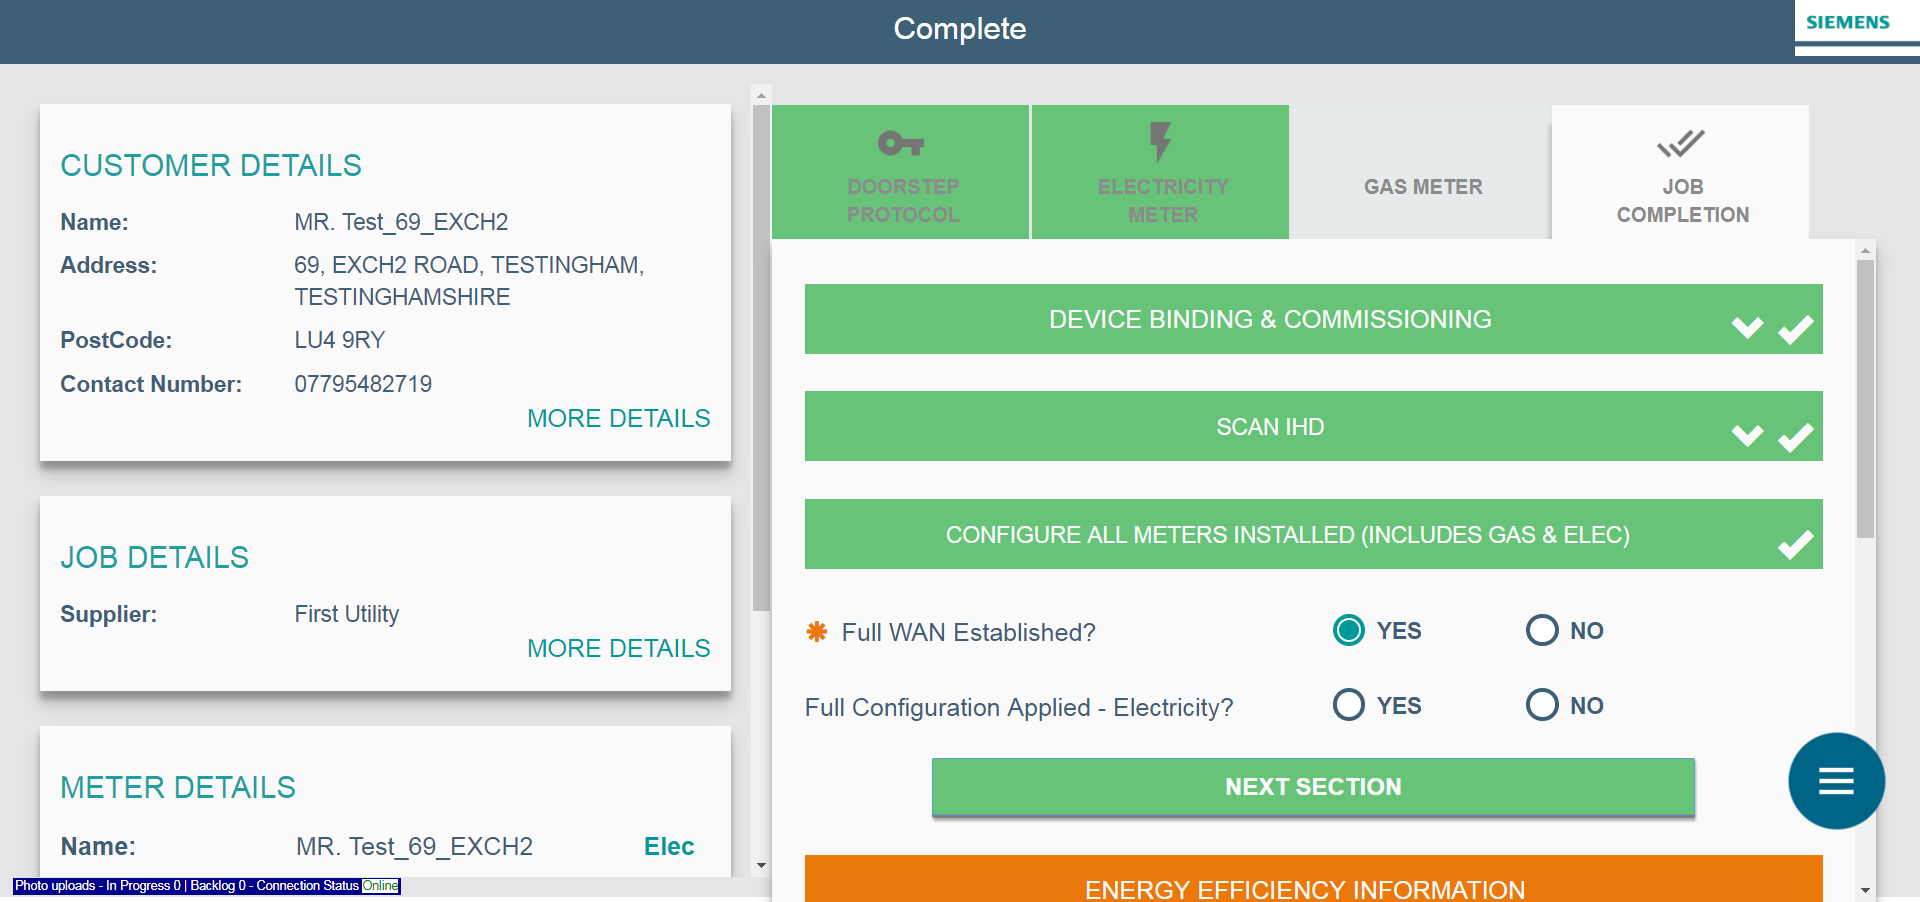 Complete
SIEMENS
CUSTOMER DETAILS
Name: MR. Test_69_EXCH2
Address: 69, EXCH2 ROAD, TESTINGHAM,
TESTINGHAMSHIRE
PostCode: LU4 9RY
Contact Number: 07795482719
MORE DETAILS
JOB DETAILS
Supplier: First Utility
MORE DETAILS
METER DETAILS
Name: MR. Test_69_EXCH2 Elec
Photo uploads - In Progress 0 | Backlog 0 - Connection Status Online
DOORSTEP
PROTOCOL
ELECTRICITY
METER
GAS METER
JOB
COMPLETION
DEVICE BINDING & COMMISSIONING
SCAN IHD
CONFIGURE ALL METERS INSTALLED (INCLUDES GAS & ELEC)
Full WAN Established? YES NO
Full Configuration Applied - Electricity? YES NO
NEXT SECTION
ENERGY EFFICIENCY INFORMATION